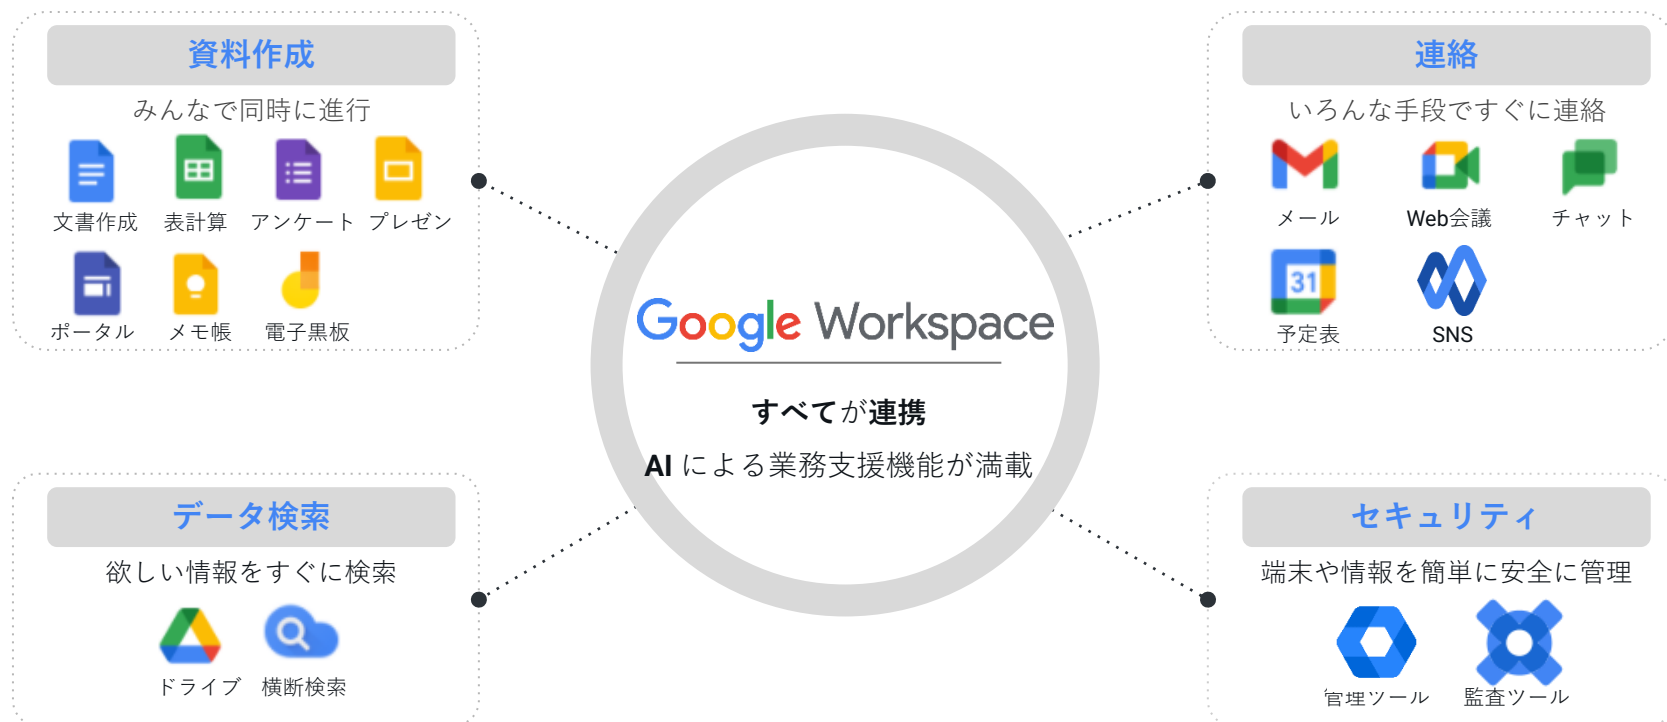 資料作成
みんなで同時に進行
文書作成 表計算 アンケート プレゼン
ポータル メモ帳 電子黒板
連絡
いろんな手段ですぐに連絡
メール Web会議 チャット
31
予定表 SNS
Google Workspace
すべてが連携
AI による業務支援機能が満載
データ検索
欲しい情報をすぐに検索
ドライブ 横断検索
セキュリティ
端末や情報を簡単に安全に管理
管理ツール 監査ツール